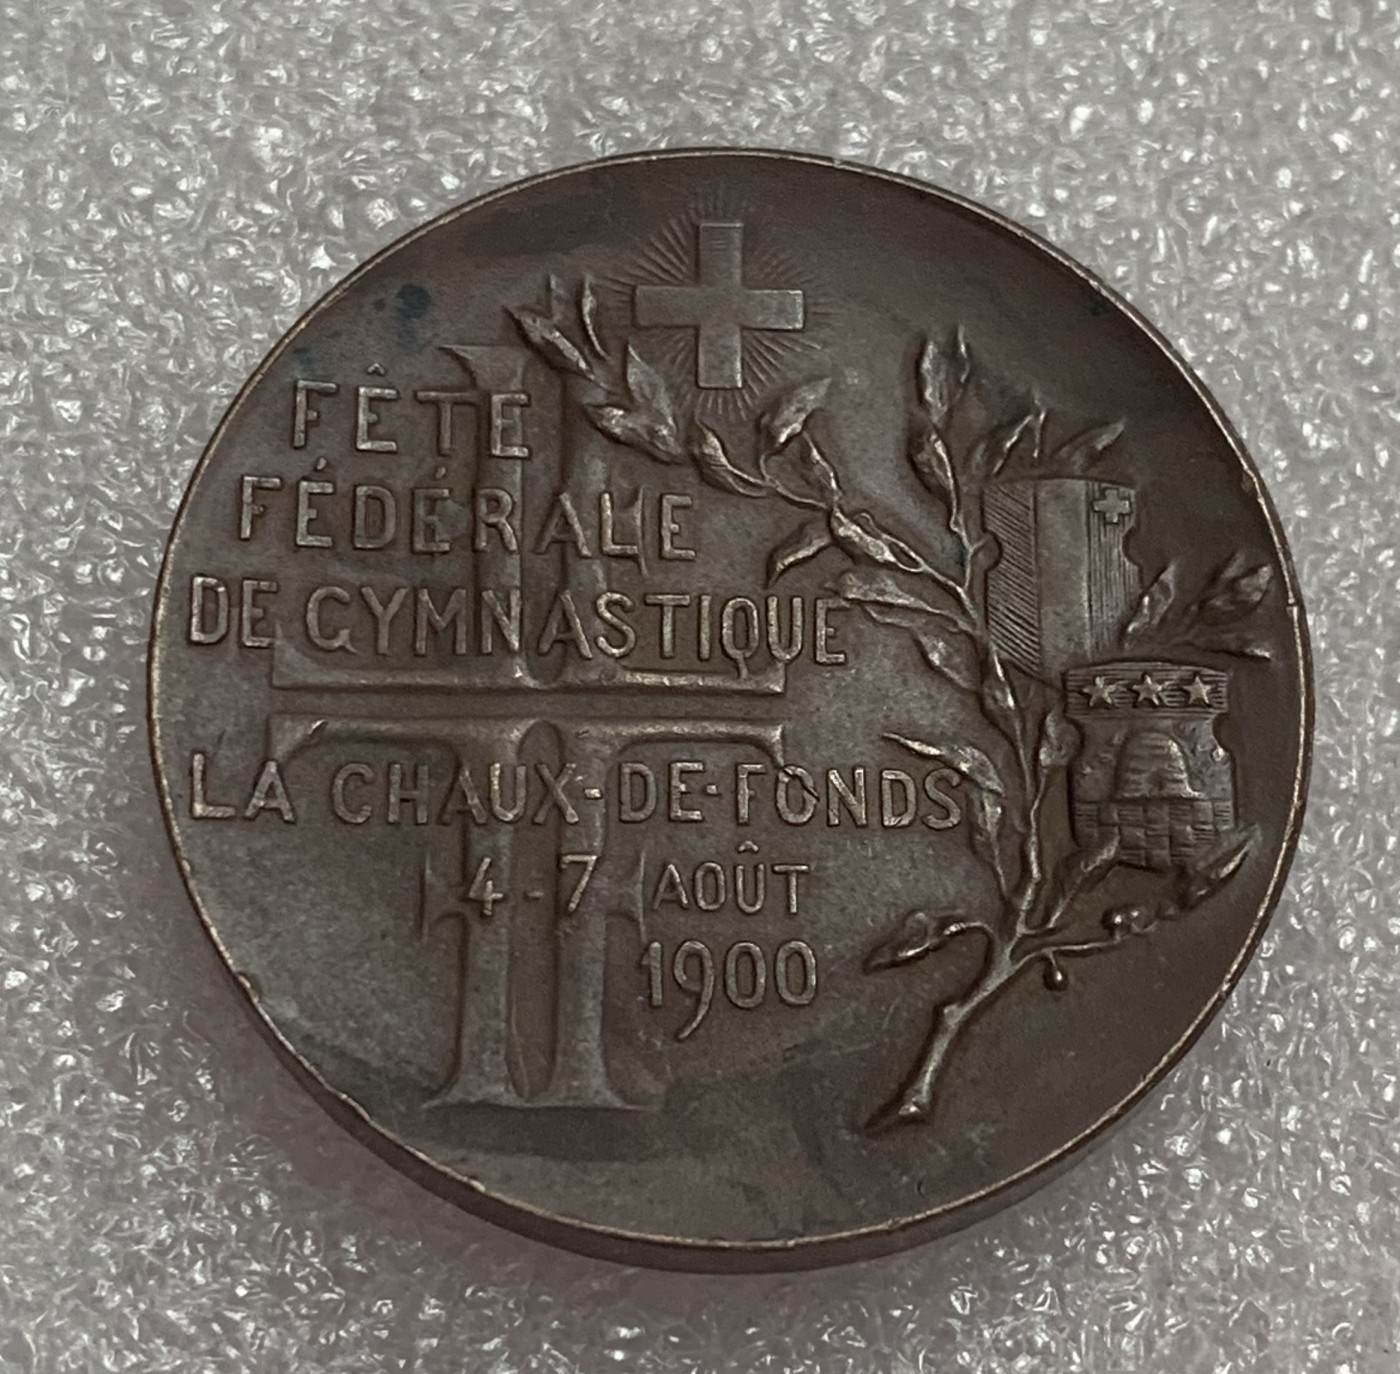 FÊTE
FÉDÉRALE
DE GYMNASTIQUE
LA CHAUX-DE-FONDS
4-7 AOÛT
1900